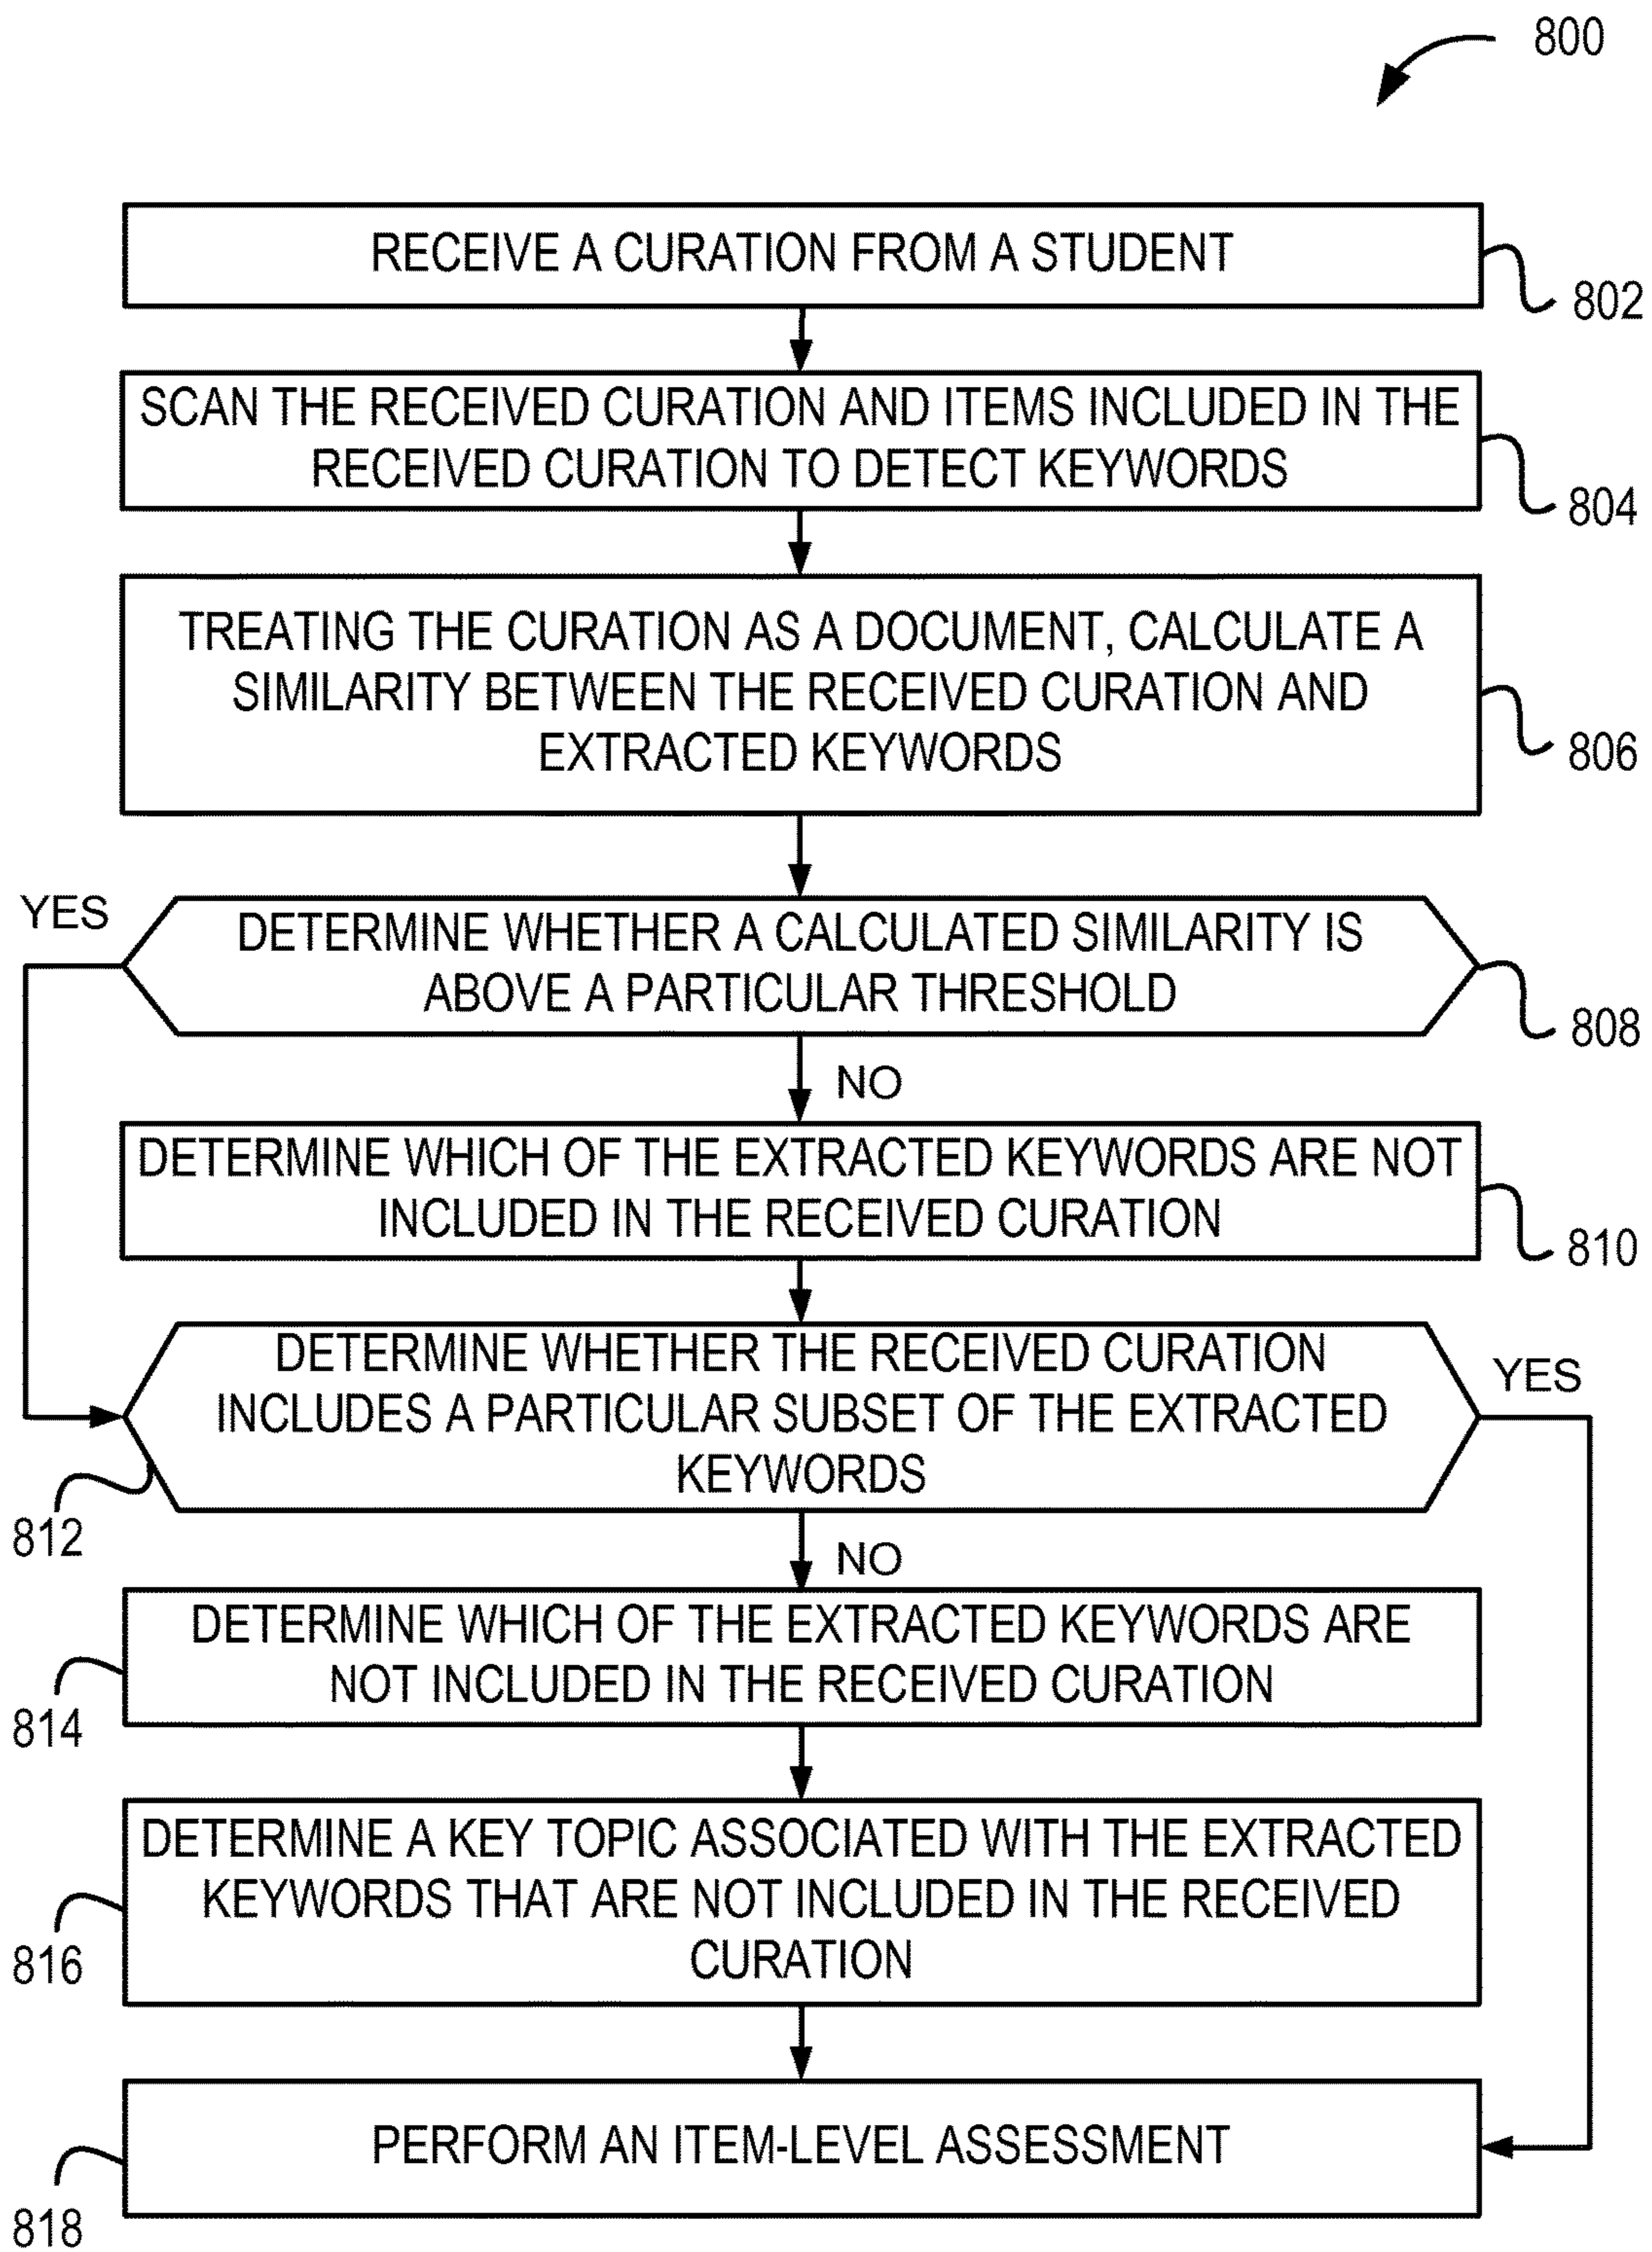 800
RECEIVE A CURATION FROM A STUDENT
802
SCAN THE RECEIVED CURATION AND ITEMS INCLUDED IN THE
RECEIVED CURATION TO DETECT KEYWORDS
804
TREATING THE CURATION AS A DOCUMENT, CALCULATE A
SIMILARITY BETWEEN THE RECEIVED CURATION AND
EXTRACTED KEYWORDS
806
YES
DETERMINE WHETHER A CALCULATED SIMILARITY IS
ABOVE A PARTICULAR THRESHOLD
808
NO
DETERMINE WHICH OF THE EXTRACTED KEYWORDS ARE NOT
INCLUDED IN THE RECEIVED CURATION
810
DETERMINE WHETHER THE RECEIVED CURATION
INCLUDES A PARTICULAR SUBSET OF THE EXTRACTED
KEYWORDS
YES
812
NO
DETERMINE WHICH OF THE EXTRACTED KEYWORDS ARE
NOT INCLUDED IN THE RECEIVED CURATION
814
DETERMINE A KEY TOPIC ASSOCIATED WITH THE EXTRACTED
KEYWORDS THAT ARE NOT INCLUDED IN THE RECEIVED
CURATION
816
PERFORM AN ITEM-LEVEL ASSESSMENT
818